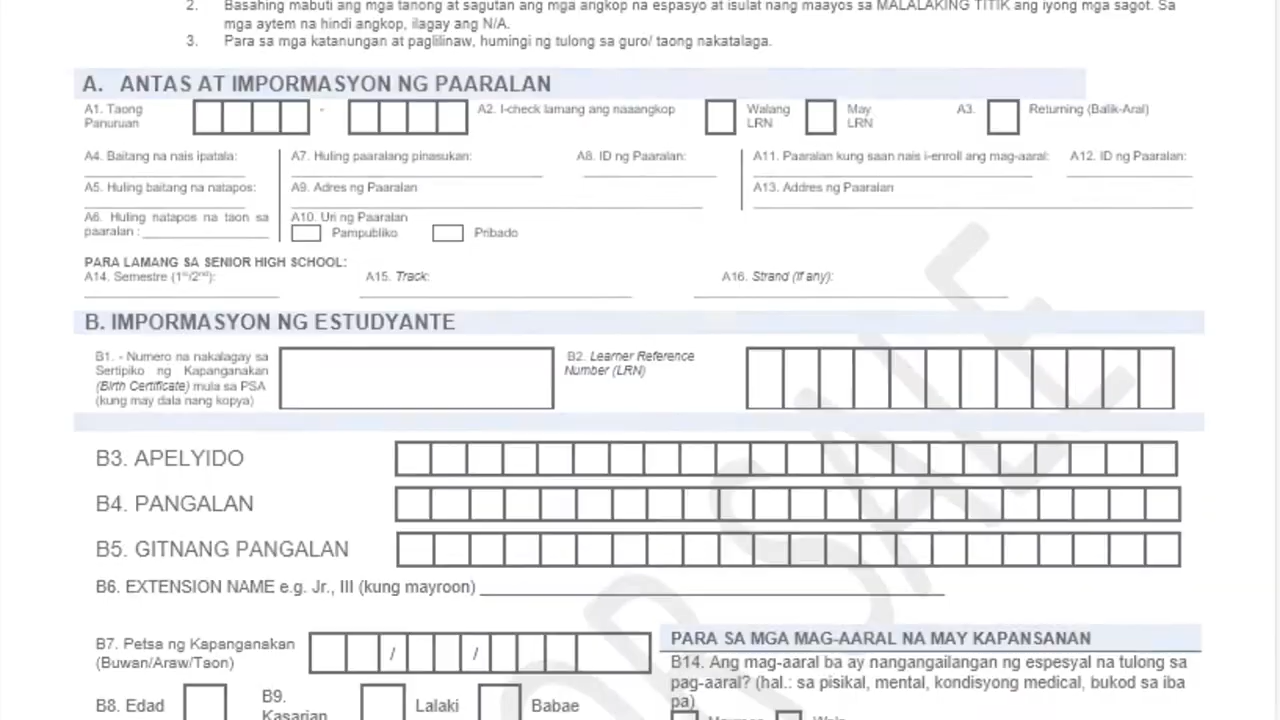 2. Basahing mabuti ang mga tanong at sagutan ang mga angkop na espasyo at isulat nang maayos sa MALALAKING TITIK ang iyong mga sagot. Sa
mga aytem na hindi angkop, ilagay ang N/A.
3. Para sa mga katanungan at paglilinaw, humingi ng tulong sa guro/ taong nakatalaga.
A. ANTAS AT IMPORMASYON NG PAARALAN
A1. Taong
Panuruan
-
A2. I-check lamang ang naaangkop
Walang
LRN
May
LRN
A3.
Returning (Balik-Aral)
A4. Baitang na nais ipatala:
A5. Huling baitang na natapos:
A6. Huling natapos na taon sa
paaralan :
A7. Huling paaralang pinasukan:
A8. ID ng Paaralan:
A9. Adres ng Paaralan
A10. Uri ng Paaralan
Pampubliko
Pribado
A11. Paaralan kung saan nais i-enroll ang mag-aaral:
A12. ID ng Paaralan:
A13. Addres ng Paaralan
PARA LAMANG SA SENIOR HIGH SCHOOL:
A14. Semestre (1st/2nd):
A15. Track:
A16. Strand (If any):
B. IMPORMASYON NG ESTUDYANTE
B1. - Numero na nakalagay sa
Sertipiko ng Kapanganakan
(Birth Certificate) mula sa PSA
(kung may dala nang kopya)
B2. Learner Reference
Number (LRN)
B3. APELYIDO
B4. PANGALAN
B5. GITNANG PANGALAN
B6. EXTENSION NAME e.g. Jr., III (kung mayroon)
B7. Petsa ng Kapanganakan
(Buwan/Araw/Taon)
/ /
B8. Edad
B9.
Kasarian
Lalaki
Babae
PARA SA MGA MAG-AARAL NA MAY KAPANSANAN
B14. Ang mag-aaral ba ay nangangailangan ng espesyal na tulong sa
pag-aaral? (hal.: sa pisikal, mental, kondisyong medical, bukod sa iba
pa)
OR SALE